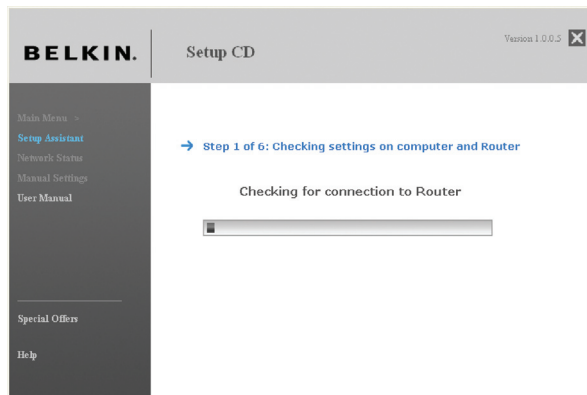 BELKIN.
Setup CD
Version 1.0.0.5
Main Menu >
Setup Assistant
Network Status
Manual Settings
User Manual
Special Offers
Help
Step 1 of 6: Checking settings on computer and Router
Checking for connection to Router